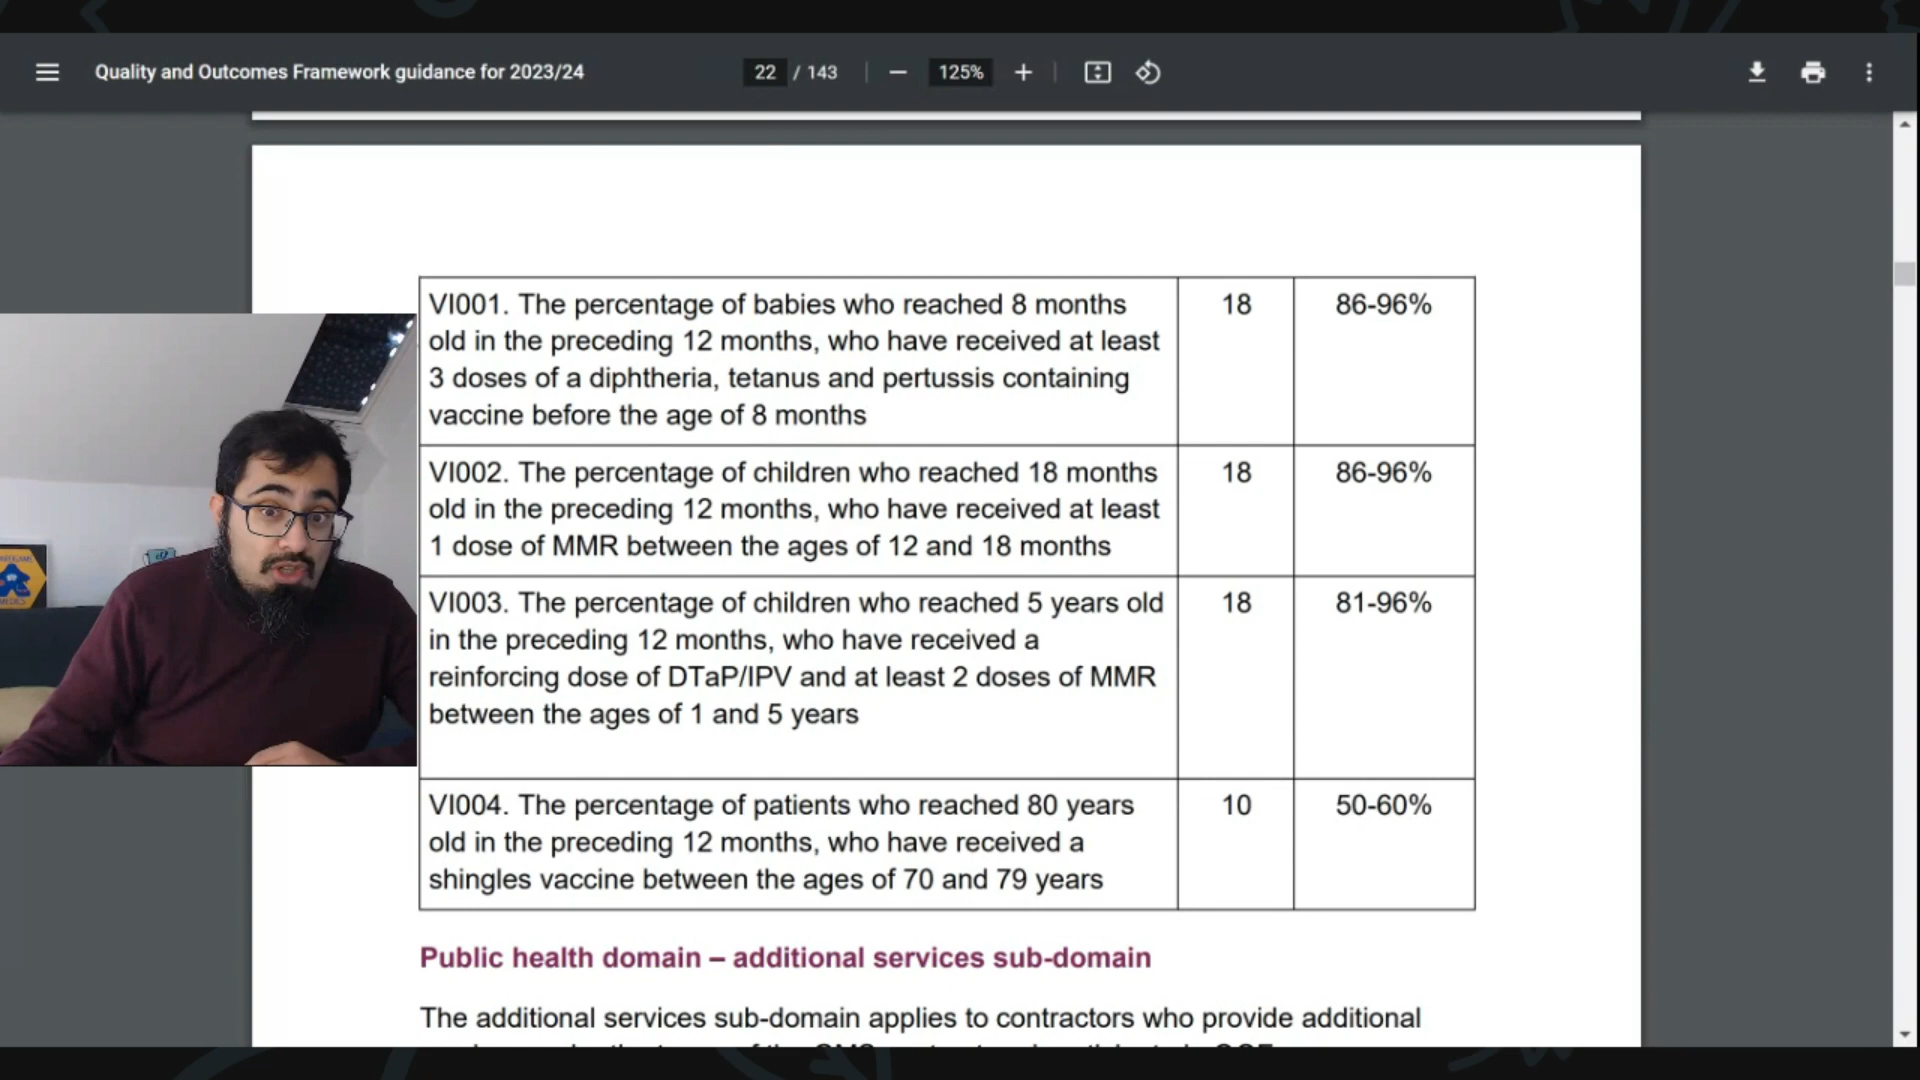 Quality and Outcomes Framework guidance for 2023/24
22 / 143
125%
VI001. The percentage of babies who reached 8 months
old in the preceding 12 months, who have received at least
3 doses of a diphtheria, tetanus and pertussis containing
vaccine before the age of 8 months
18
86-96%
VI002. The percentage of children who reached 18 months
old in the preceding 12 months, who have received at least
1 dose of MMR between the ages of 12 and 18 months
18
86-96%
VI003. The percentage of children who reached 5 years old
in the preceding 12 months, who have received a
reinforcing dose of DTaP/IPV and at least 2 doses of MMR
between the ages of 1 and 5 years
18
81-96%
VI004. The percentage of patients who reached 80 years
old in the preceding 12 months, who have received a
shingles vaccine between the ages of 70 and 79 years
10
50-60%
Public health domain – additional services sub-domain
The additional services sub-domain applies to contractors who provide additional